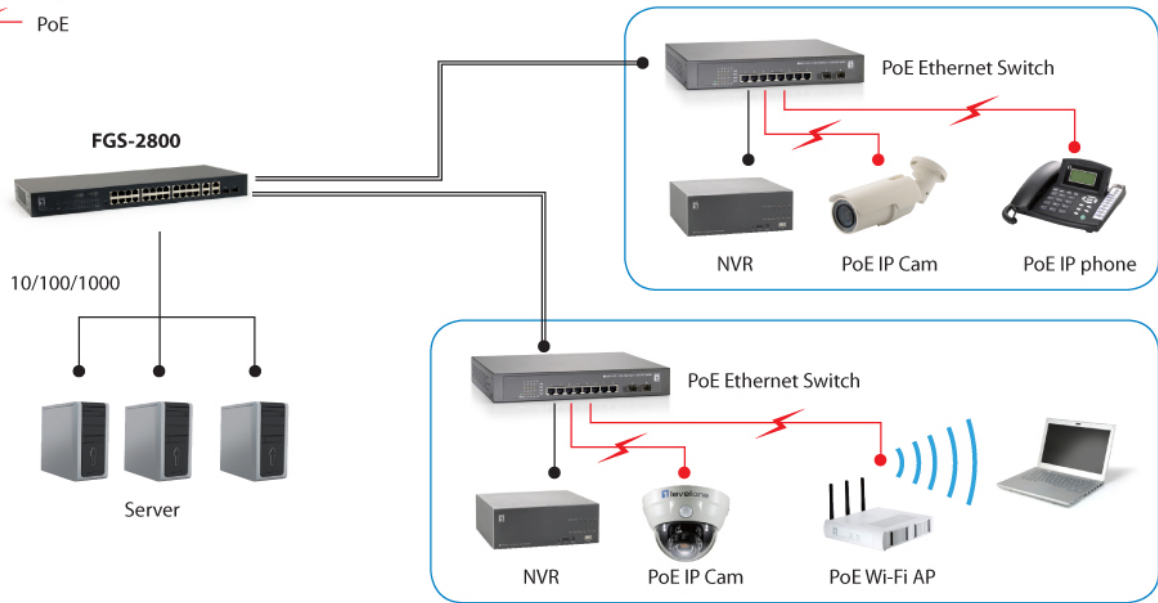 PoE
FGS-2800
10/100/1000
Server
PoE Ethernet Switch
NVR
PoE IP Cam
PoE IP phone
PoE Ethernet Switch
levelone
NVR
PoE IP Cam
PoE Wi-Fi AP